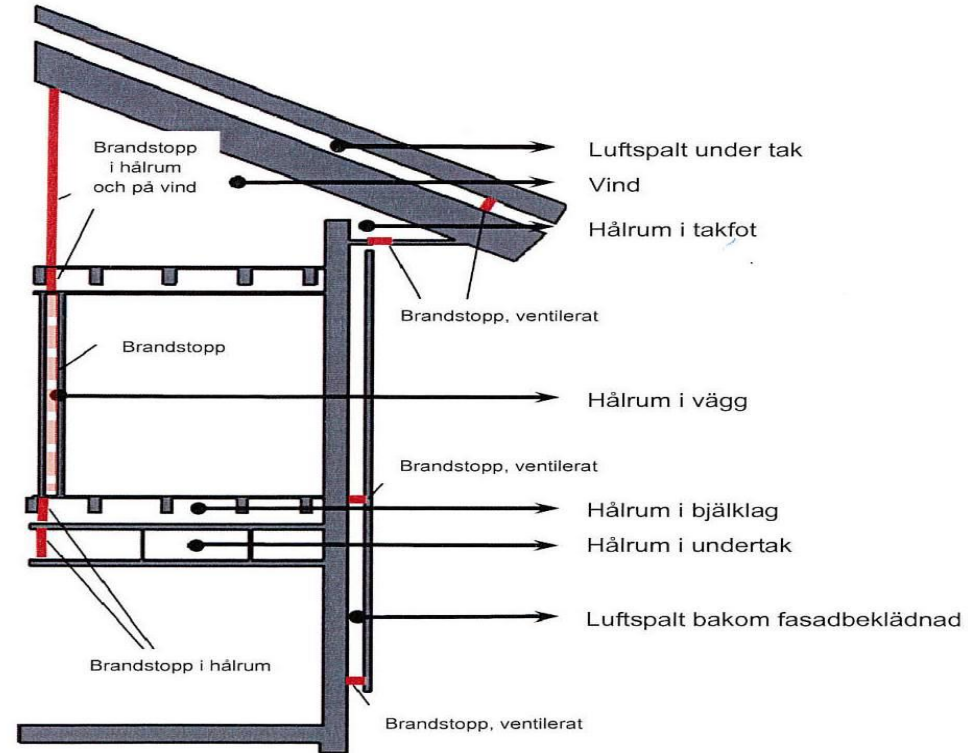 Brandstopp
i hålrum
och på vind
Luftspalt under tak
Vind
Hålrum i takfot
Brandstopp, ventilerat
Brandstopp
Hålrum i vägg
Brandstopp, ventilerat
Hålrum i bjälklag
Hålrum i undertak
Luftspalt bakom fasadbeklädnad
Brandstopp i hålrum
Brandstopp, ventilerat